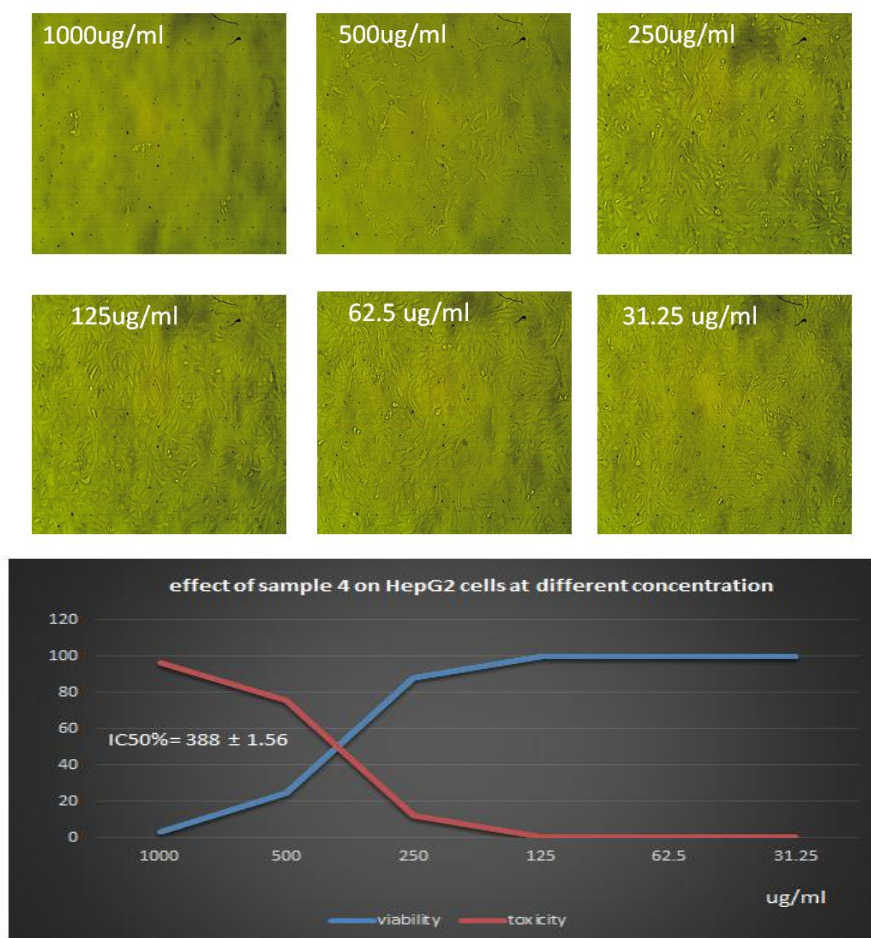 1000ug/ml
500ug/ml
250ug/ml
125ug/ml
62.5 ug/ml
31.25 ug/ml
effect of sample 4 on HepG2 cells at different concentration
120
100
80
60
40
20
0
IC50%= 388 ± 1.56
1000 500 250 125 62.5 31.25
ug/ml
viability toxicity